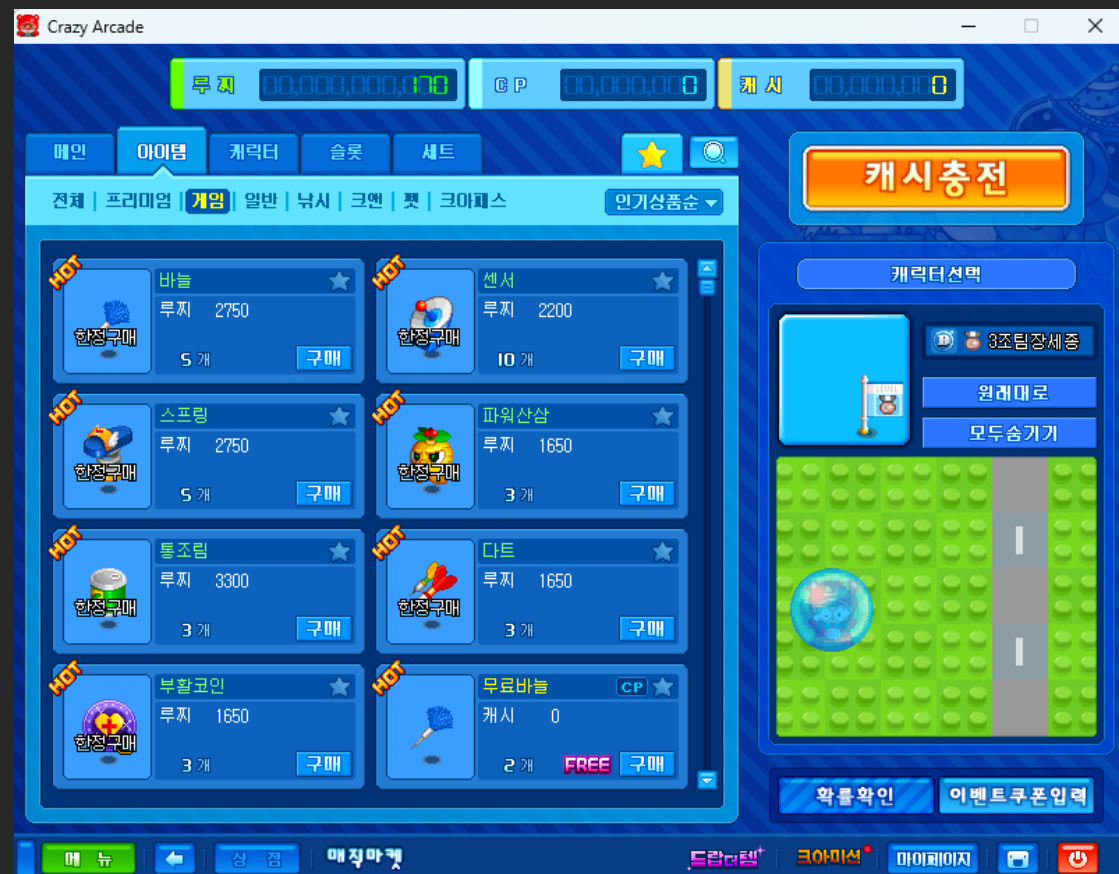 Crazy Arcade
루찌 00,000,000,170 CP 00,000,000 캐시 00,000,000
메인 아이템 캐릭터 슬롯 세트
캐시충전
전체 | 프리미엄 | 게임 | 일반 | 낚시 | 크앤 | 펫 | 크아패스 인기상품순
캐릭터선택
HOT 바늘
루찌 2750
한정구매
5 개 구매
HOT 센서
루찌 2200
한정구매
10 개 구매
3조팀장세종
LEVEL
원래대로
모두숨기기
HOT 스프링
루찌 2750
한정구매
5 개 구매
HOT 파워산삼
루찌 1650
한정구매
3 개 구매
HOT 통조림
루찌 3300
한정구매
3 개 구매
HOT 다트
루찌 1650
한정구매
3 개 구매
HOT 부활코인
루찌 1650
한정구매
3 개 구매
HOT 무료바늘 CP
캐시 0
2 개 FREE 구매
확률확인 이벤트쿠폰입력
메뉴 상점 매직마켓 드랍더템 크아미션 마이페이지